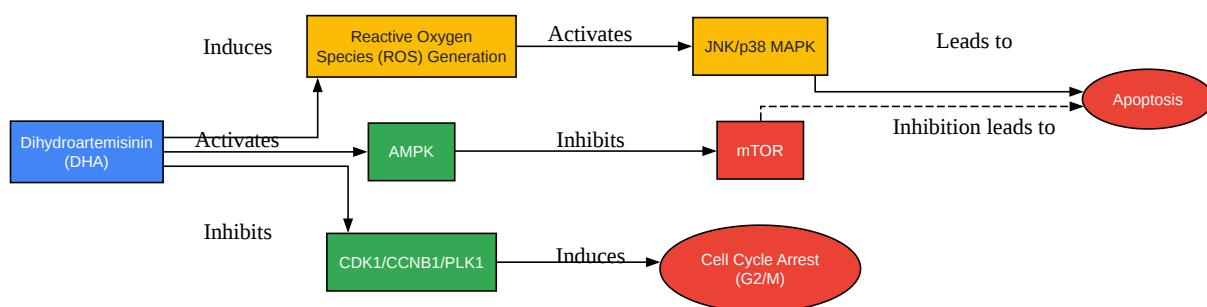 Induces
Reactive Oxygen
Species (ROS) Generation
Activates
JNK/p38 MAPK
Leads to
Apoptosis
Dihydroartemisinin
(DHA)
Activates
AMPK
Inhibits
mTOR
Inhibition leads to
Inhibits
CDK1/CCNB1/PLK1
Induces
Cell Cycle Arrest
(G2/M)